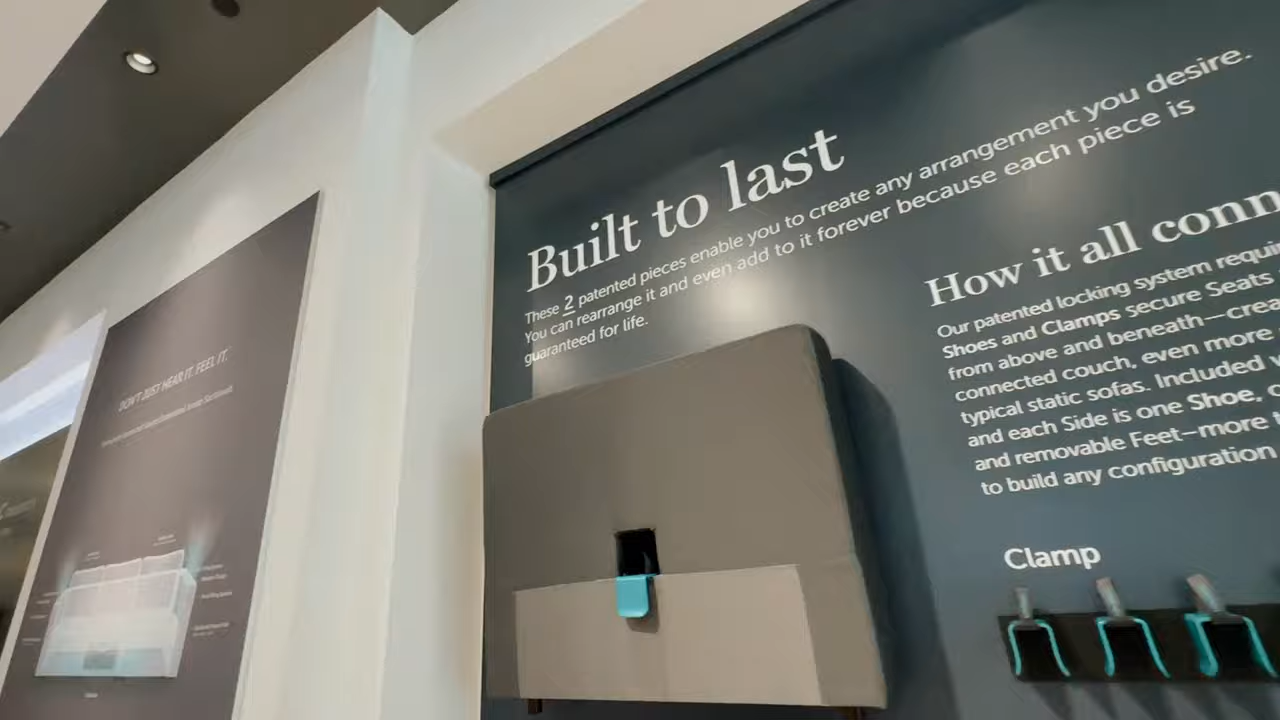 DON'T JUST HEAR IT. FEEL IT.
Built to last
These 2 patented pieces enable you to create any arrangement you desire.
You can rearrange it and even add to it forever because each piece is
guaranteed for life.
How it all conn
Our patented locking system requi
Shoes and Clamps secure Seats
from above and beneath—crea
connected couch, even more
typical static sofas. Included
and each Side is one Shoe,
and removable Feet—more
to build any configuration
Clamp